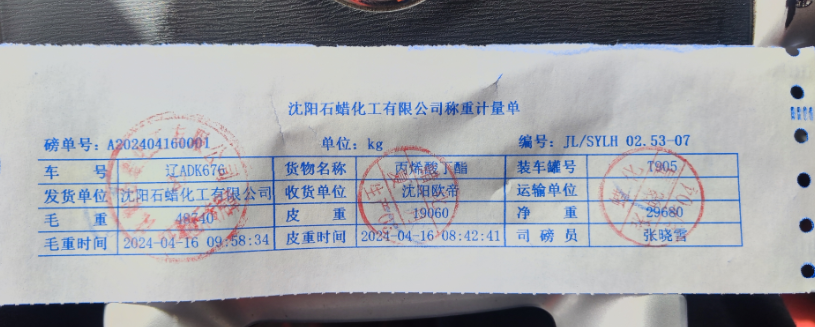 沈阳石蜡化工有限公司称重计量单
磅单号: A202404160001 单位: kg 编号: JL/SYLH 02.53-07
车 号 辽ADK676 货物名称 丙烯酸丁酯 装车罐号 T905
发货单位 沈阳石蜡化工有限公司 收货单位 沈阳欧帝 运输单位
毛 重 48740 皮 重 19060 净 重 29680
毛重时间 2024-04-16 09:58:34 皮重时间 2024-04-16 08:42:41 司磅员 张晓雷